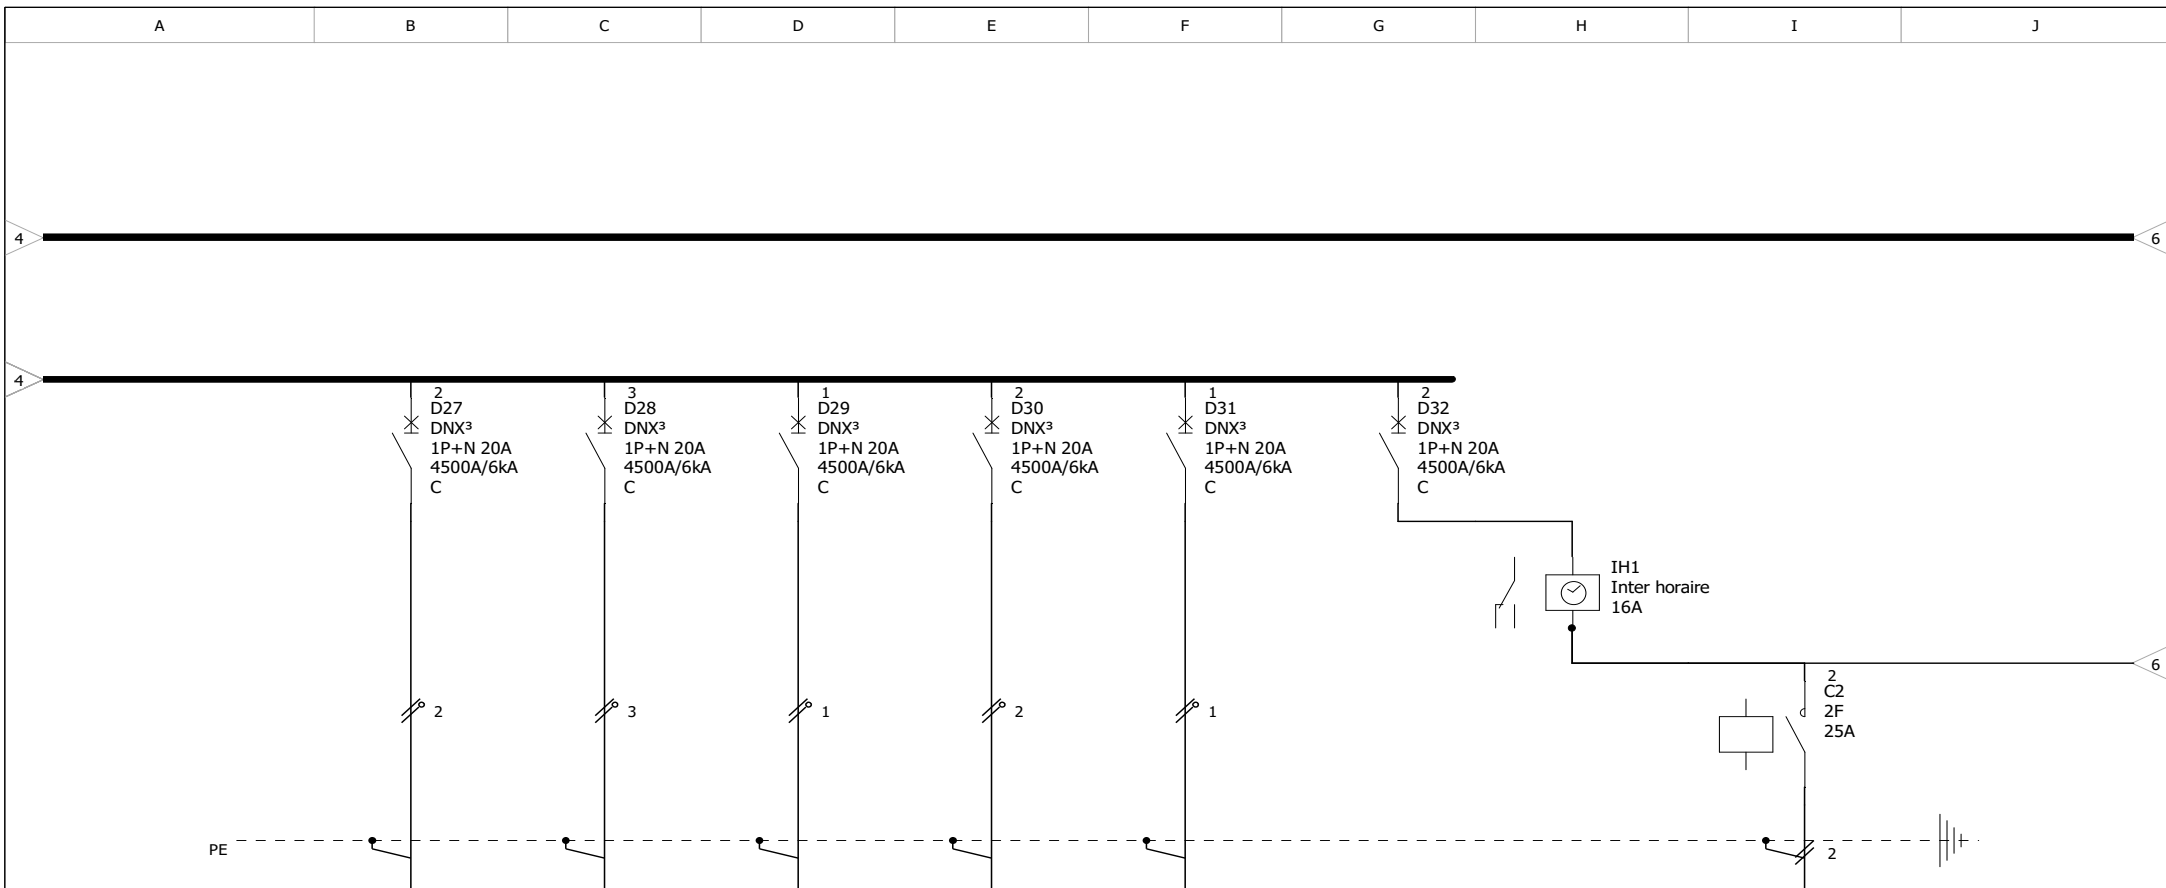 A
B
C
D
E
F
G
H
I
J
4
6
4
2
D27
DNX³
1P+N 20A
4500A/6kA
C
3
D28
DNX³
1P+N 20A
4500A/6kA
C
1
D29
DNX³
1P+N 20A
4500A/6kA
C
2
D30
DNX³
1P+N 20A
4500A/6kA
C
1
D31
DNX³
1P+N 20A
4500A/6kA
C
2
D32
DNX³
1P+N 20A
4500A/6kA
C
IH1
Inter horaire
16A
6
2
C2
2F
25A
2
3
1
2
1
PE
2